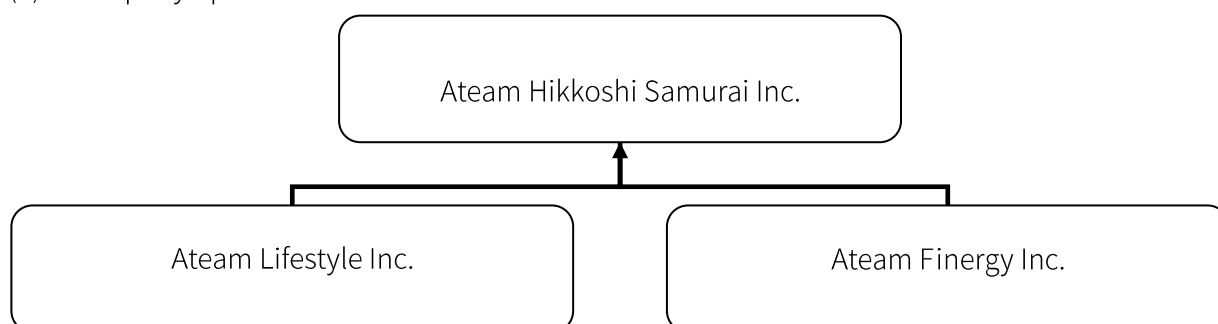 Ateam Hikkoshi Samurai Inc.
Ateam Lifestyle Inc.
Ateam Finergy Inc.